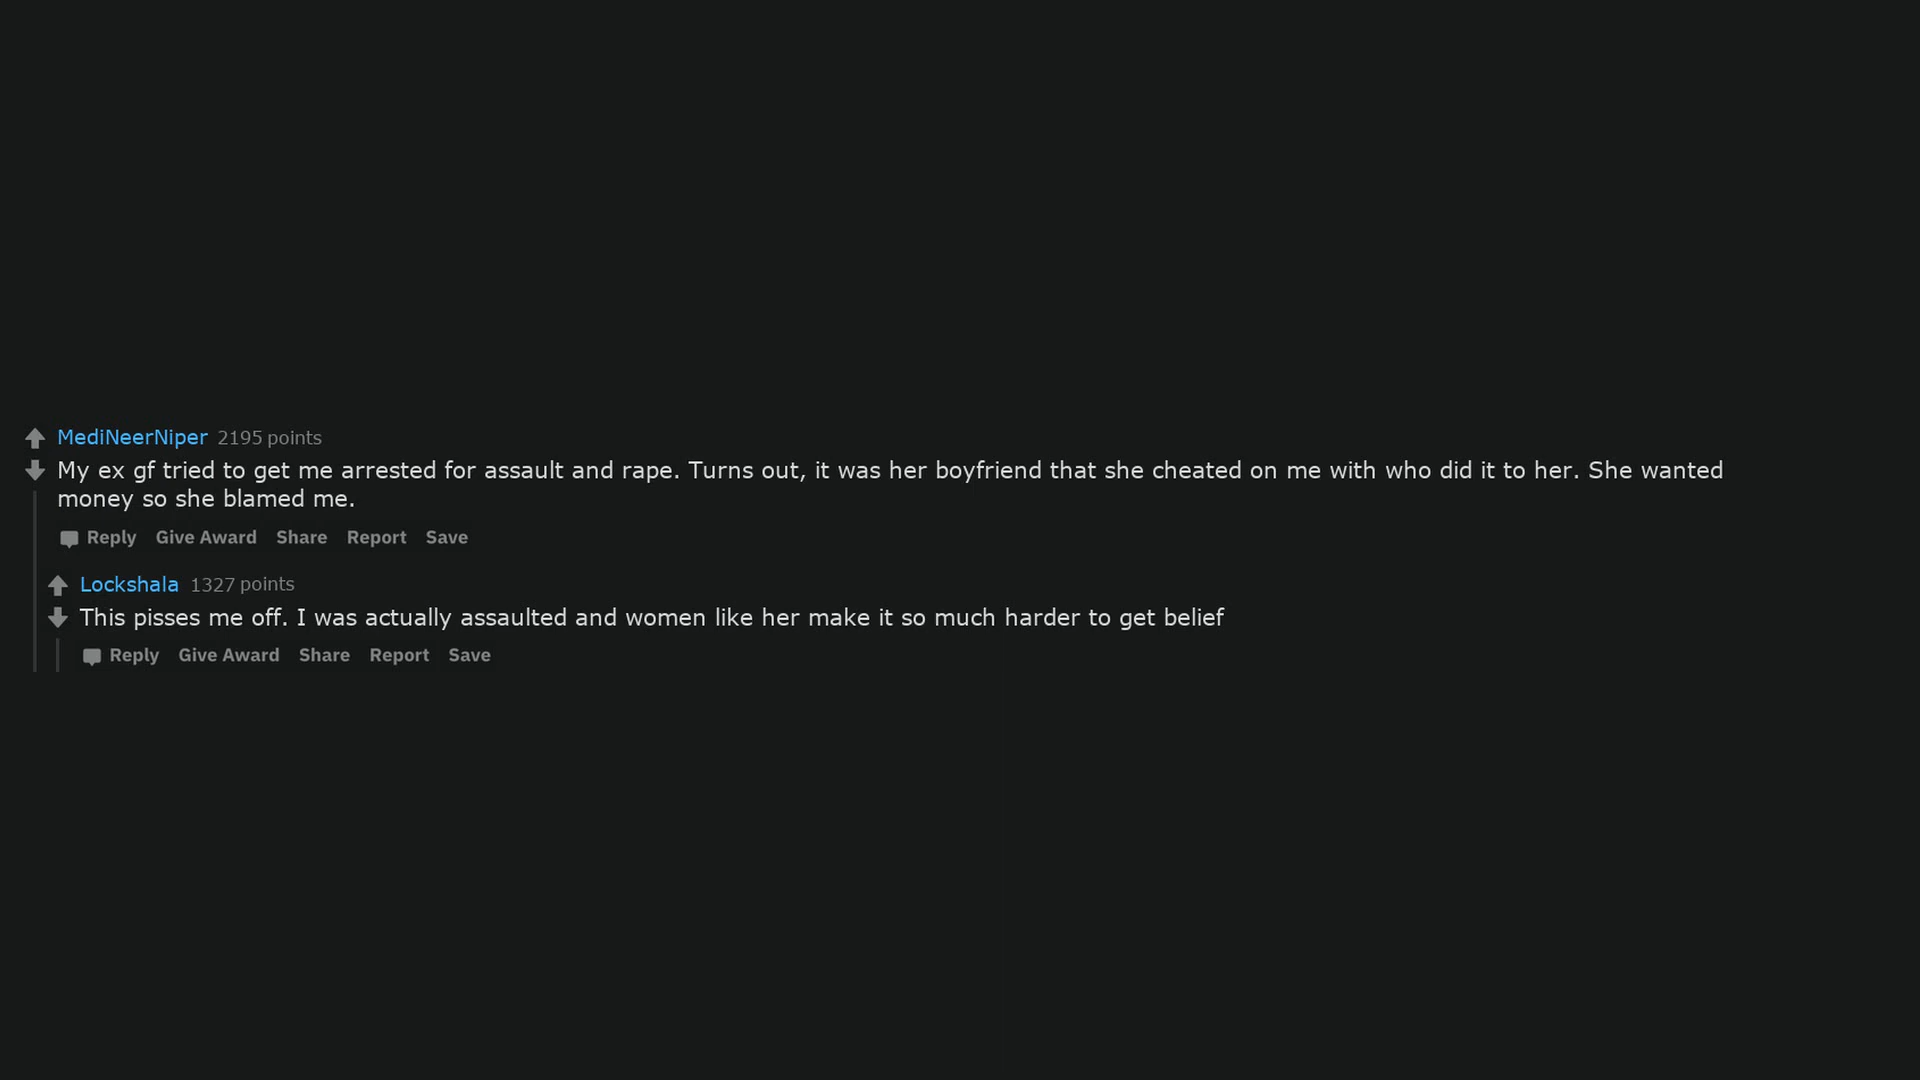 MediNeerNiper 2195 points
My ex gf tried to get me arrested for assault and rape. Turns out, it was her boyfriend that she cheated on me with who did it to her. She wanted
money so she blamed me.
Reply Give Award Share Report Save
Lockshala 1327 points
This pisses me off. I was actually assaulted and women like her make it so much harder to get belief
Reply Give Award Share Report Save